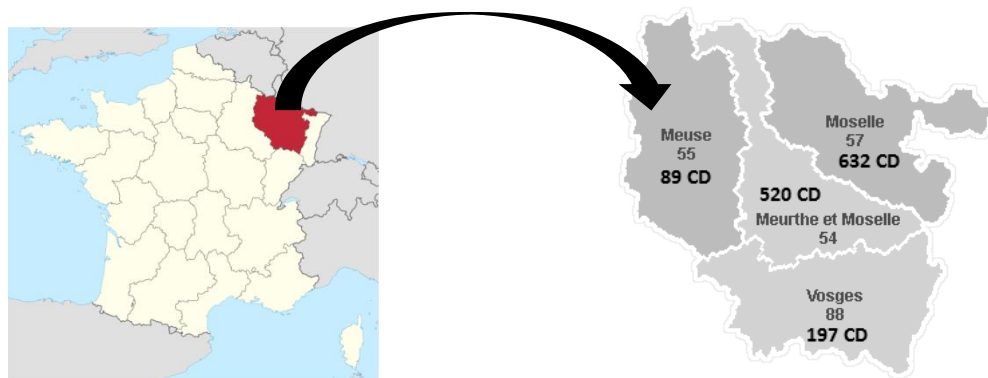 Meuse
55
89 CD
Moselle
57
632 CD
520 CD
Meurthe et Moselle
54
Vosges
88
197 CD